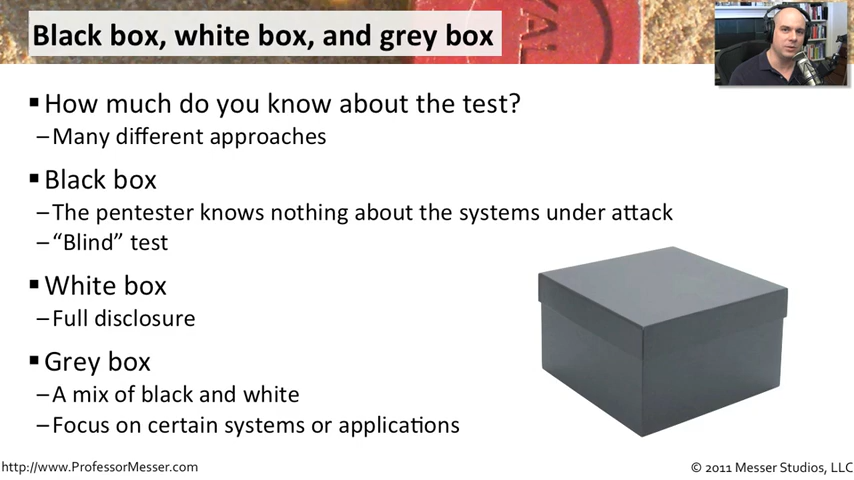 Black box, white box, and grey box
VAL
▪ How much do you know about the test?
– Many different approaches
▪ Black box
– The pentester knows nothing about the systems under attack
– “Blind” test
▪ White box
– Full disclosure
▪ Grey box
– A mix of black and white
– Focus on certain systems or applications
http://www.ProfessorMesser.com
© 2011 Messer Studios, LLC